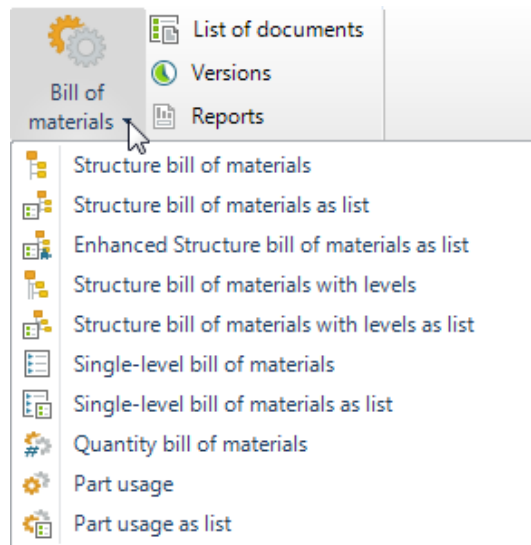 Bill of
materials
List of documents
Versions
Reports
Structure bill of materials
Structure bill of materials as list
Enhanced Structure bill of materials as list
Structure bill of materials with levels
Structure bill of materials with levels as list
Single-level bill of materials
Single-level bill of materials as list
Quantity bill of materials
Part usage
Part usage as list